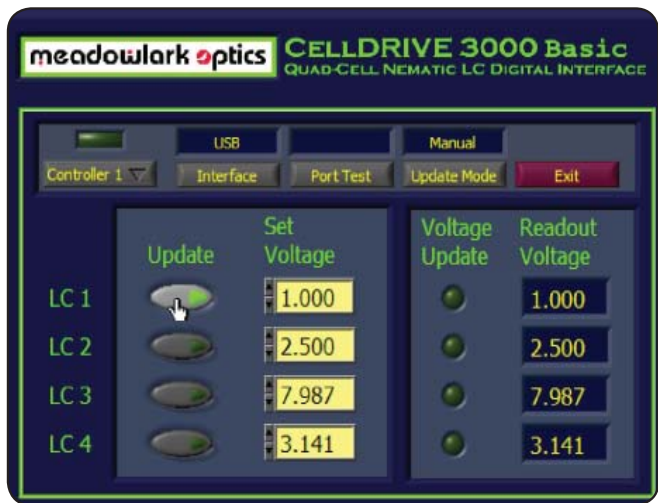 meadowlark optics
CELLDRIVE 3000 Basic
QUAD-CELL NEMATIC LC DIGITAL INTERFACE
USB Manual
Controller 1 Interface Port Test Update Mode Exit
Update Set Voltage Voltage Update Readout Voltage
LC 1 1.000 1.000
LC 2 2.500 2.500
LC 3 7.987 7.987
LC 4 3.141 3.141